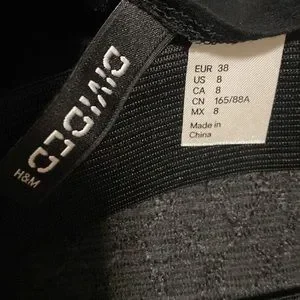 DIVIDED
H&M
EUR 38
US 8
CA 8
CN 165/88A
MX 8
Made in
China